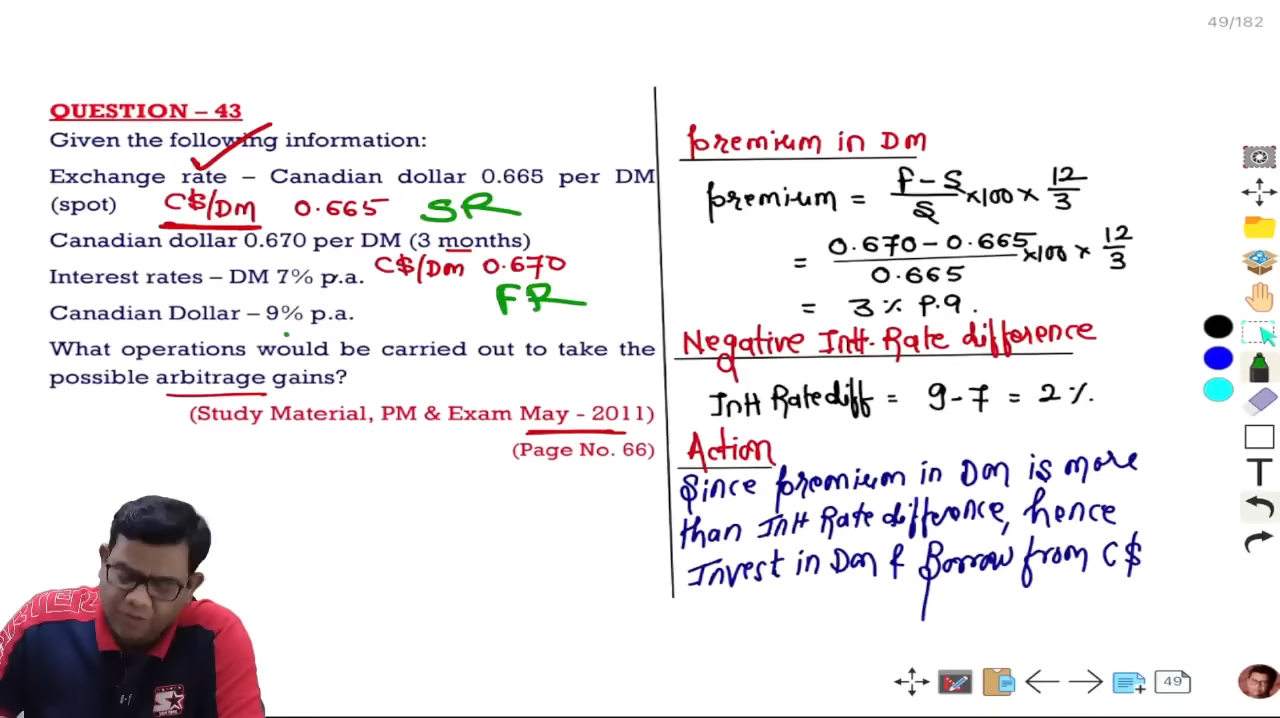 49/182
QUESTION – 43
Given the following information:
Exchange rate – Canadian dollar 0.665 per DM
(spot) C$/DM 0.665 SR
Canadian dollar 0.670 per DM (3 months)
Interest rates – DM 7% p.a. C$/Dm 0.670
FR
Canadian Dollar – 9% p.a.
What operations would be carried out to take the
possible arbitrage gains?
(Study Material, PM & Exam May - 2011)
(Page No. 66)
premium in Dm
premium = F-S/S ×100 × 12/3
= 0.670-0.665/0.665 ×100 × 12/3
= 3% P.a.
Negative Intt. Rate difference
Intt Rate diff = 9-7 = 2%.
Action
Since premium in Dm is more
than Intt Rate difference, hence
Invest in Dm & Borrow from C$
T
49